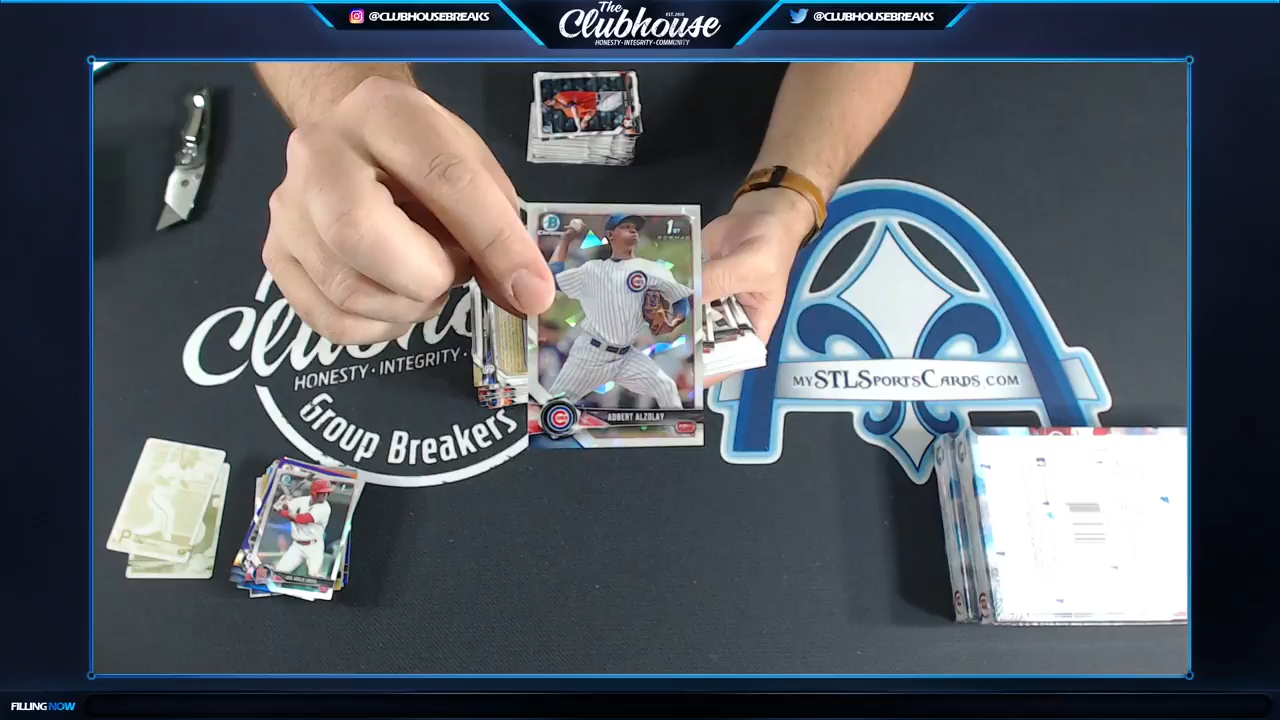 @CLUBHOUSEBREAKS
The
EST. 2018
Clubhouse
HONESTY • INTEGRITY • COMMUNITY
@CLUBHOUSEBREAKS
1ST
BOWMAN
ADBERT ALZOLAY
HONESTY • INTEGRITY •
Group Breakers
MYSTLSPORTSCARDS.COM
P
FILLING NOW